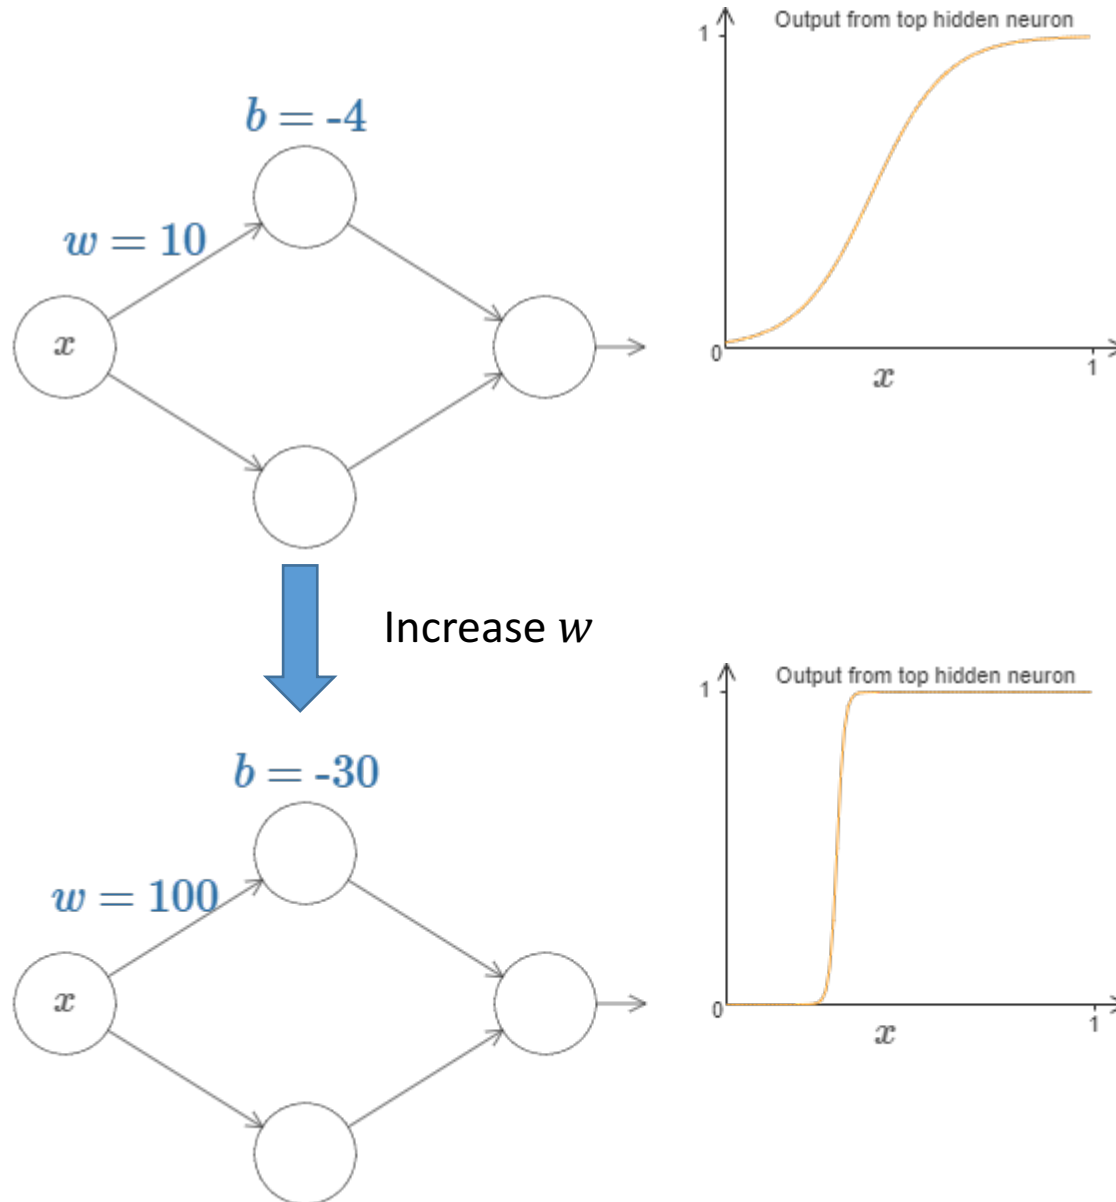 Output from top hidden neuron
1
b = -4
w = 10
x
0
1
x
Increase w
Output from top hidden neuron
1
b = -30
w = 100
x
0
1
x